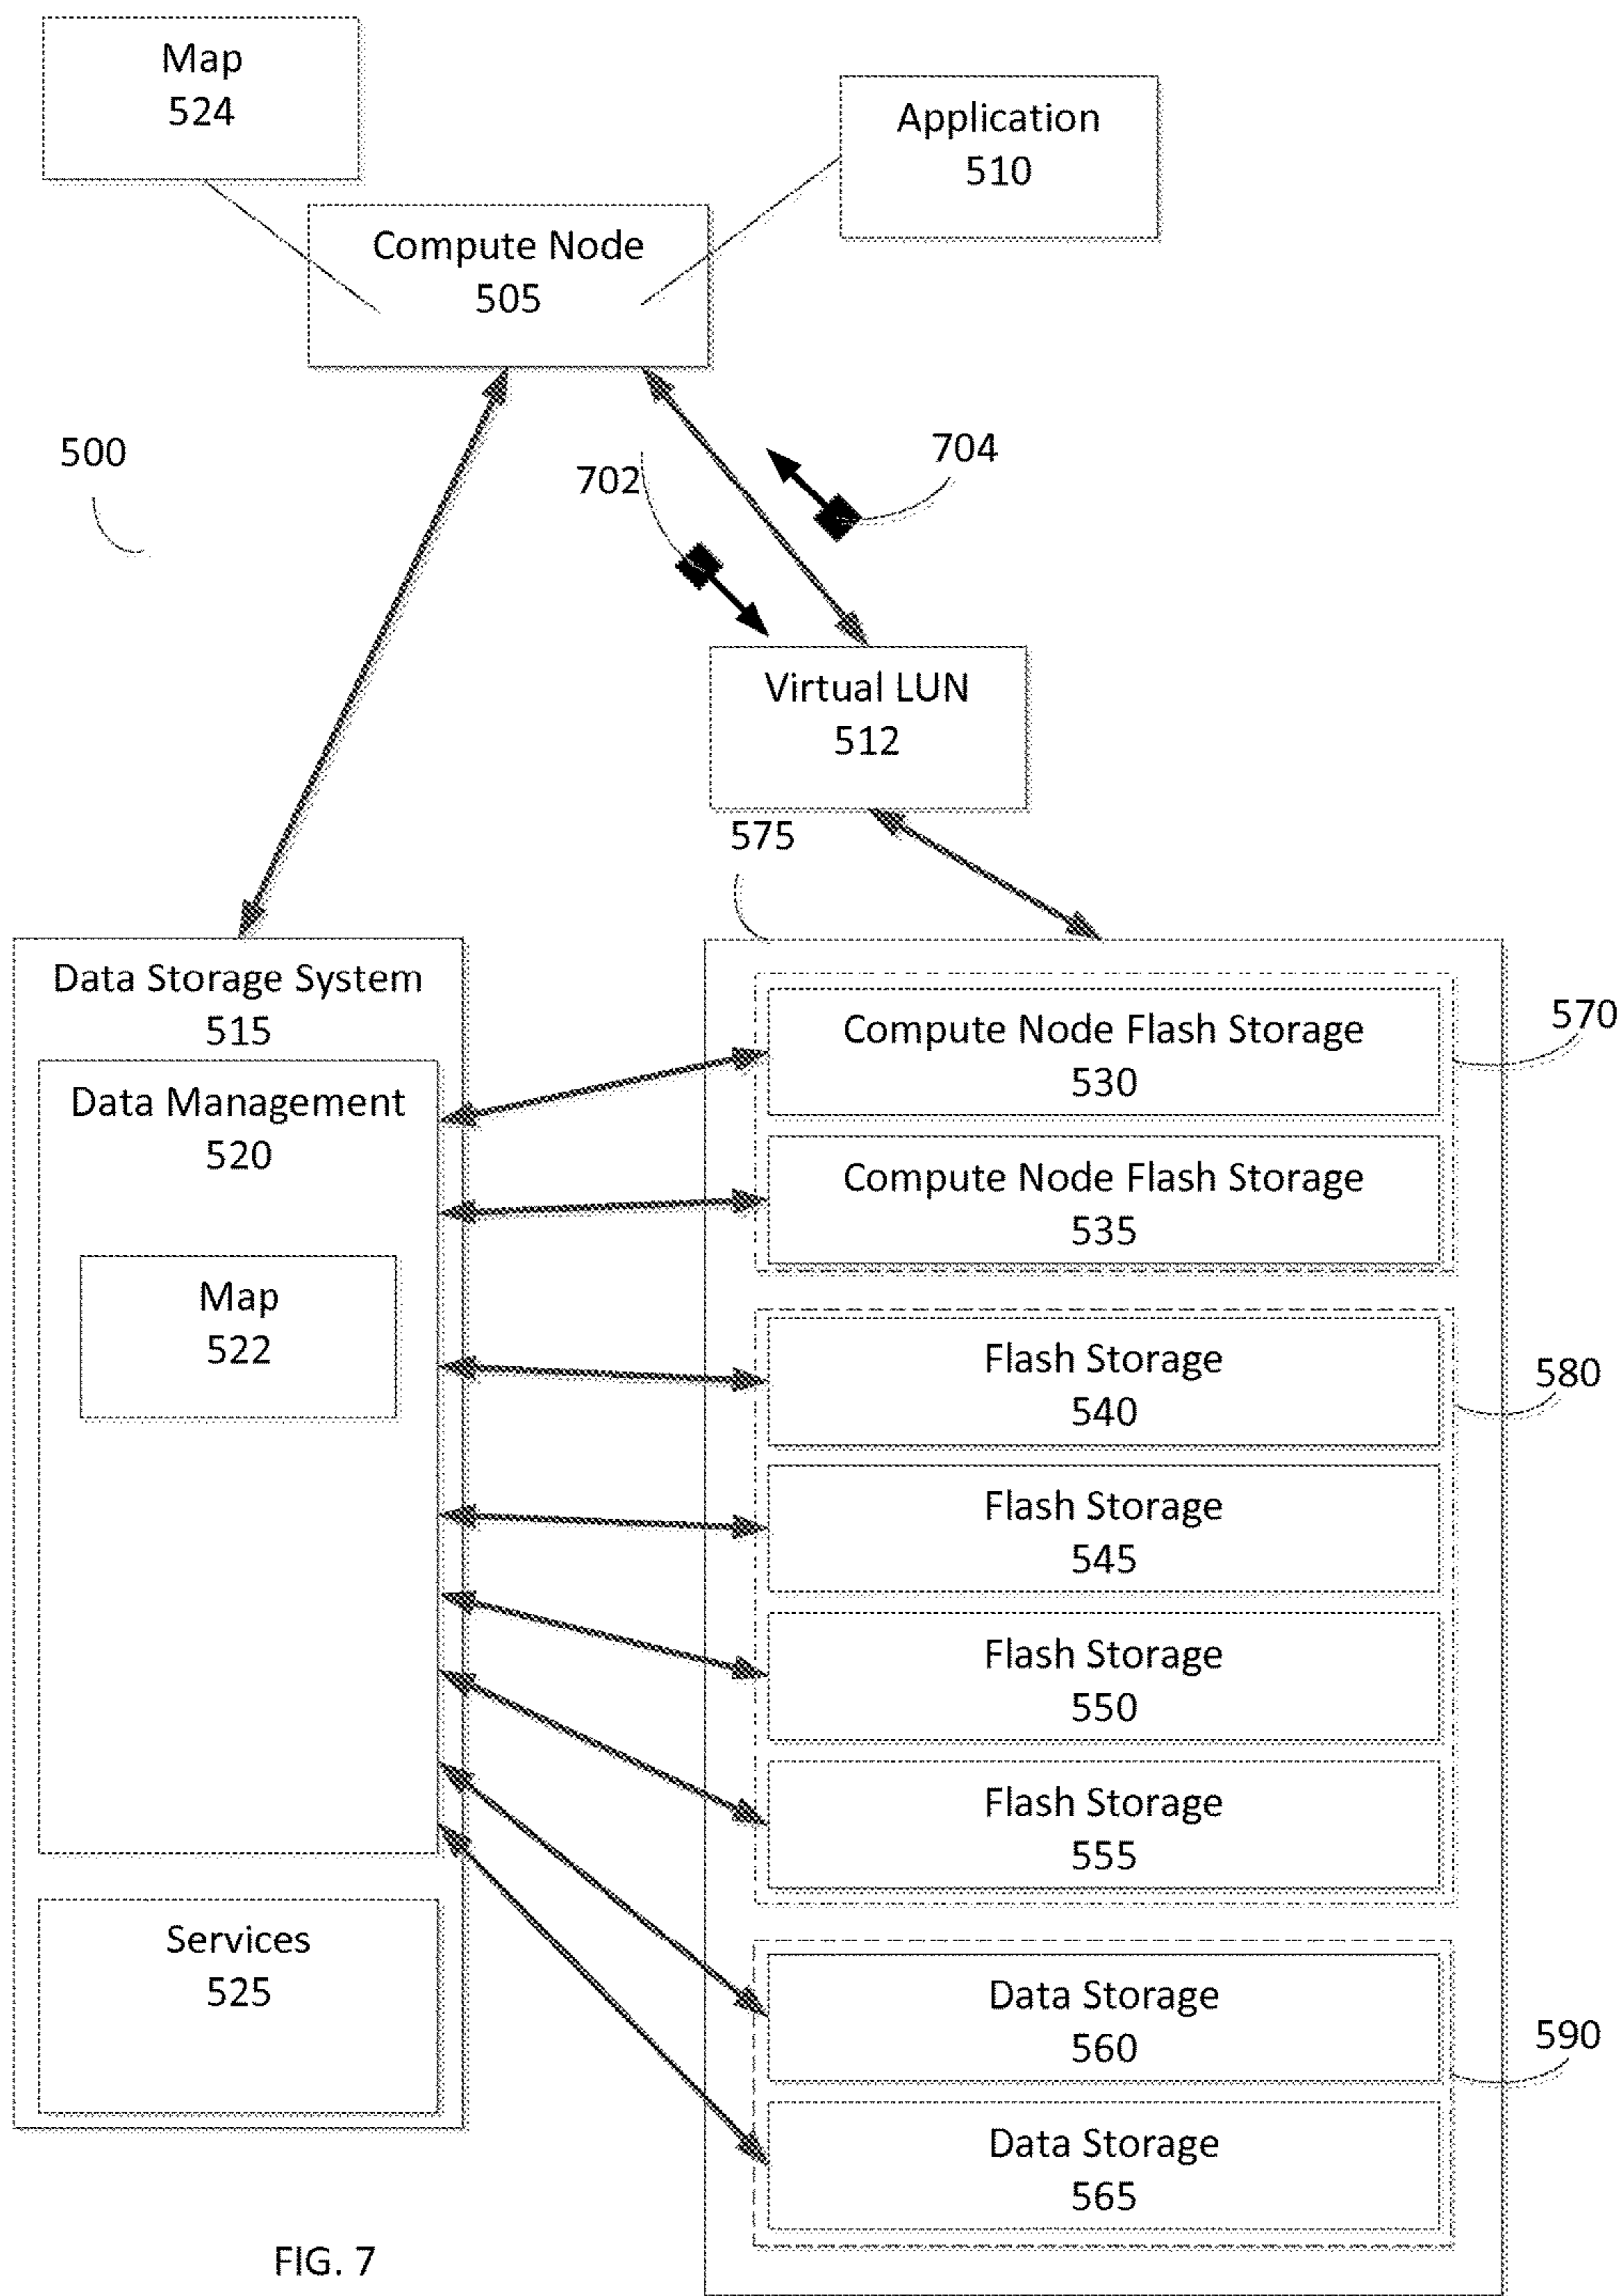 Map
524
Application
510
Compute Node
505
500
702
704
Virtual LUN
512
575
Data Storage System
515
Data Management
520
Map
522
Services
525
Compute Node Flash Storage
530
570
Compute Node Flash Storage
535
Flash Storage
540
580
Flash Storage
545
Flash Storage
550
Flash Storage
555
Data Storage
560
590
Data Storage
565
FIG. 7